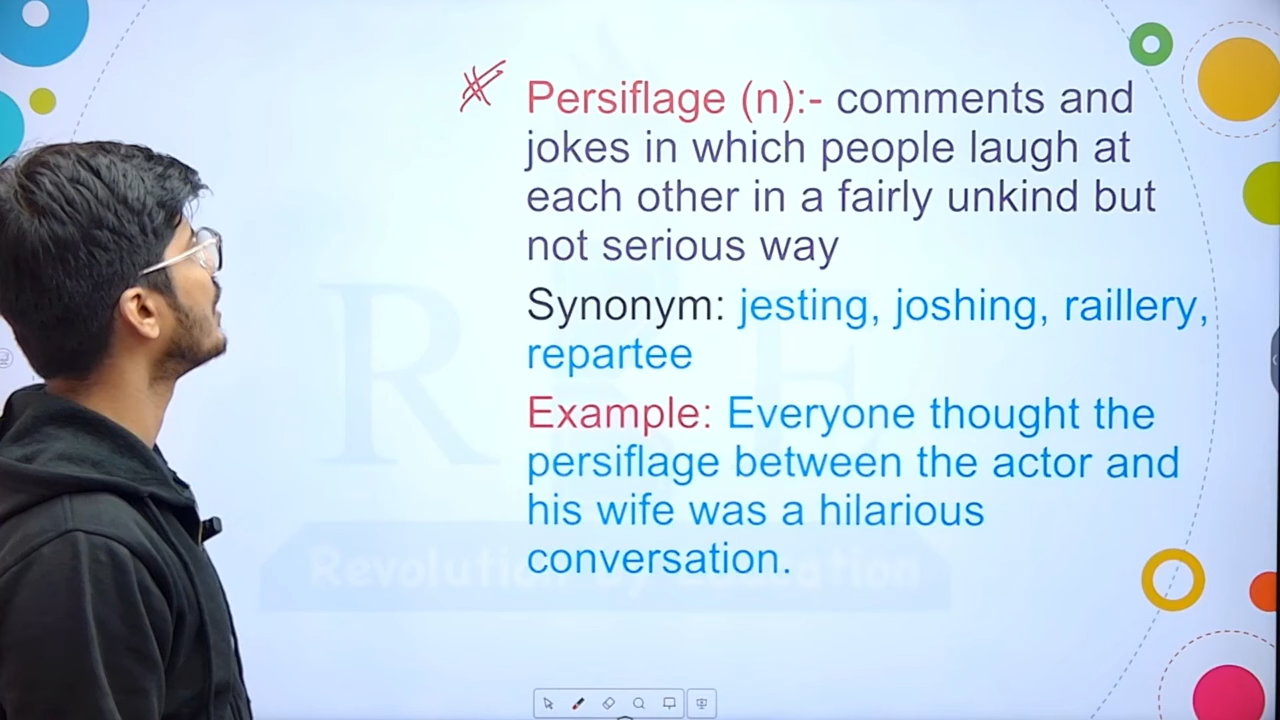 Persiflage (n):- comments and
jokes in which people laugh at
each other in a fairly unkind but
not serious way
Synonym: jesting, joshing, raillery,
repartee
Example: Everyone thought the
persiflage between the actor and
his wife was a hilarious
conversation.
R
E
Revolution By Education